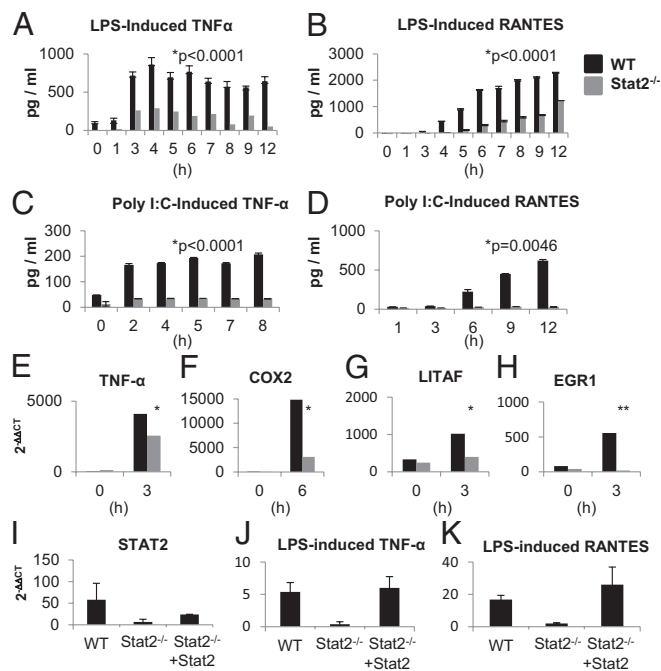 A LPS-Induced TNFα
pg / ml
1000
500
0
*p<0.0001
0 1 3 4 5 6 7 8 9 12
(h)
B LPS-Induced RANTES
pg / ml
3000
2000
1000
0
*p<0.0001
0 1 3 4 5 6 7 8 9 12
(h)
WT
Stat2-/-
C Poly I:C-Induced TNF-α
pg / ml
300
200
100
0
*p<0.0001
0 2 4 5 7 8
(h)
D Poly I:C-Induced RANTES
pg / ml
1000
500
0
*p=0.0046
1 3 6 9 12
(h)
E TNF-α
2-ΔΔCT
5000
0
*
0 3
(h)
F COX2
15000
10000
5000
0
*
0 6
(h)
G LITAF
2000
1000
0
*
0 3
(h)
H EGR1
1000
500
0
**
0 3
(h)
I STAT2
2-ΔΔCT
150
100
50
0
WT Stat2-/- Stat2-/-
+Stat2
J LPS-induced TNF-α
10
5
0
WT Stat2-/- Stat2-/-
+Stat2
K LPS-induced RANTES
40
20
0
WT Stat2-/- Stat2-/-
+Stat2